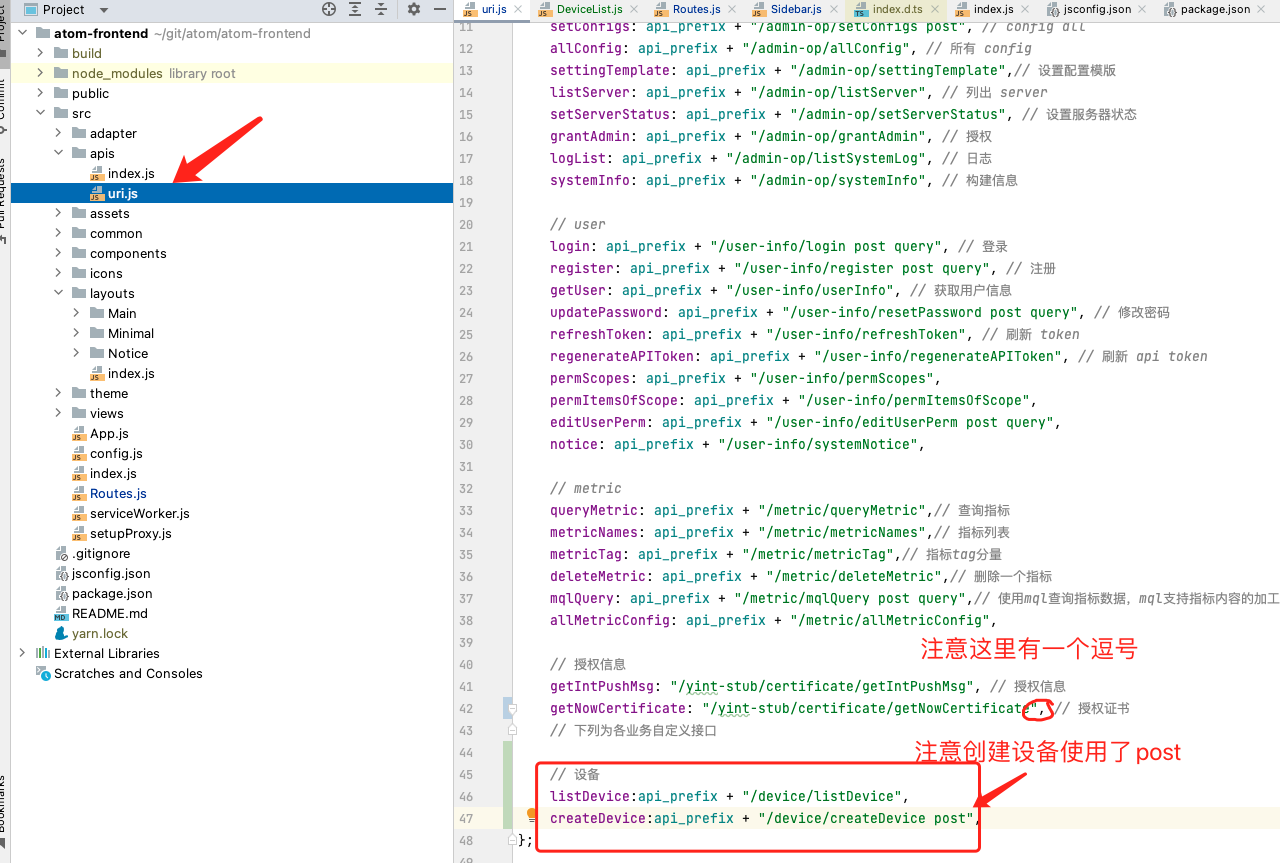 Project
uri.js
DeviceList.js
Routes.js
Sidebar.js
index.d.ts
index.js
jsconfig.json
package.json
atom-frontend ~/git/atom/atom-frontend
build
node_modules library root
public
src
adapter
apis
index.js
uri.js
assets
common
components
icons
layouts
Main
Minimal
Notice
index.js
theme
views
App.js
config.js
index.js
Routes.js
serviceWorker.js
setupProxy.js
.gitignore
jsconfig.json
package.json
README.md
yarn.lock
External Libraries
Scratches and Consoles
Project
Commit
Pull Requests
11 setConfigs: api_prefix + "/admin-op/setConfigs post", // config all
12 allConfig: api_prefix + "/admin-op/allConfig", // 所有 config
13 settingTemplate: api_prefix + "/admin-op/settingTemplate",// 设置配置模版
14 listServer: api_prefix + "/admin-op/listServer", // 列出 server
15 setServerStatus: api_prefix + "/admin-op/setServerStatus", // 设置服务器状态
16 grantAdmin: api_prefix + "/admin-op/grantAdmin", // 授权
17 logList: api_prefix + "/admin-op/listSystemLog", // 日志
18 systemInfo: api_prefix + "/admin-op/systemInfo", // 构建信息
19
20 // user
21 login: api_prefix + "/user-info/login post query", // 登录
22 register: api_prefix + "/user-info/register post query", // 注册
23 getUser: api_prefix + "/user-info/userInfo", // 获取用户信息
24 updatePassword: api_prefix + "/user-info/resetPassword post query", // 修改密码
25 refreshToken: api_prefix + "/user-info/refreshToken", // 刷新 token
26 regenerateAPIToken: api_prefix + "/user-info/regenerateAPIToken", // 刷新 api token
27 permScopes: api_prefix + "/user-info/permScopes",
28 permItemsOfScope: api_prefix + "/user-info/permItemsOfScope",
29 editUserPerm: api_prefix + "/user-info/editUserPerm post query",
30 notice: api_prefix + "/user-info/systemNotice",
31
32 // metric
33 queryMetric: api_prefix + "/metric/queryMetric",// 查询指标
34 metricNames: api_prefix + "/metric/metricNames",// 指标列表
35 metricTag: api_prefix + "/metric/metricTag",// 指标tag分量
36 deleteMetric: api_prefix + "/metric/deleteMetric",// 删除一个指标
37 mqlQuery: api_prefix + "/metric/mqlQuery post query",// 使用mql查询指标数据，mql支持指标内容的加工
38 allMetricConfig: api_prefix + "/metric/allMetricConfig",
39
注意这里有一个逗号
40 // 授权信息
41 getIntPushMsg: "/yint-stub/certificate/getIntPushMsg", // 授权信息
42 getNowCertificate: "/yint-stub/certificate/getNowCertificate", // 授权证书
43 // 下列为各业务自定义接口
44
注意创建设备使用了post
45 // 设备
46 listDevice:api_prefix + "/device/listDevice",
47 createDevice:api_prefix + "/device/createDevice post",
48 };
49